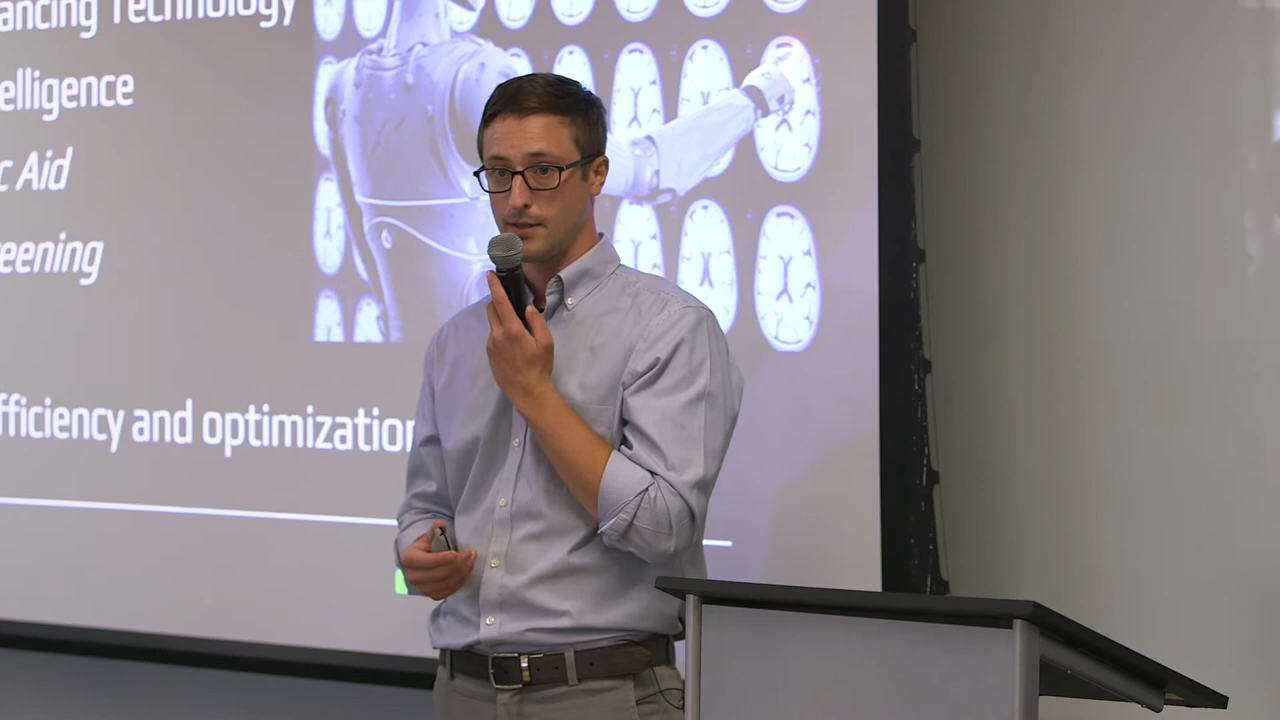 ancing Technology
elligence
c Aid
eening
fficiency and optimization